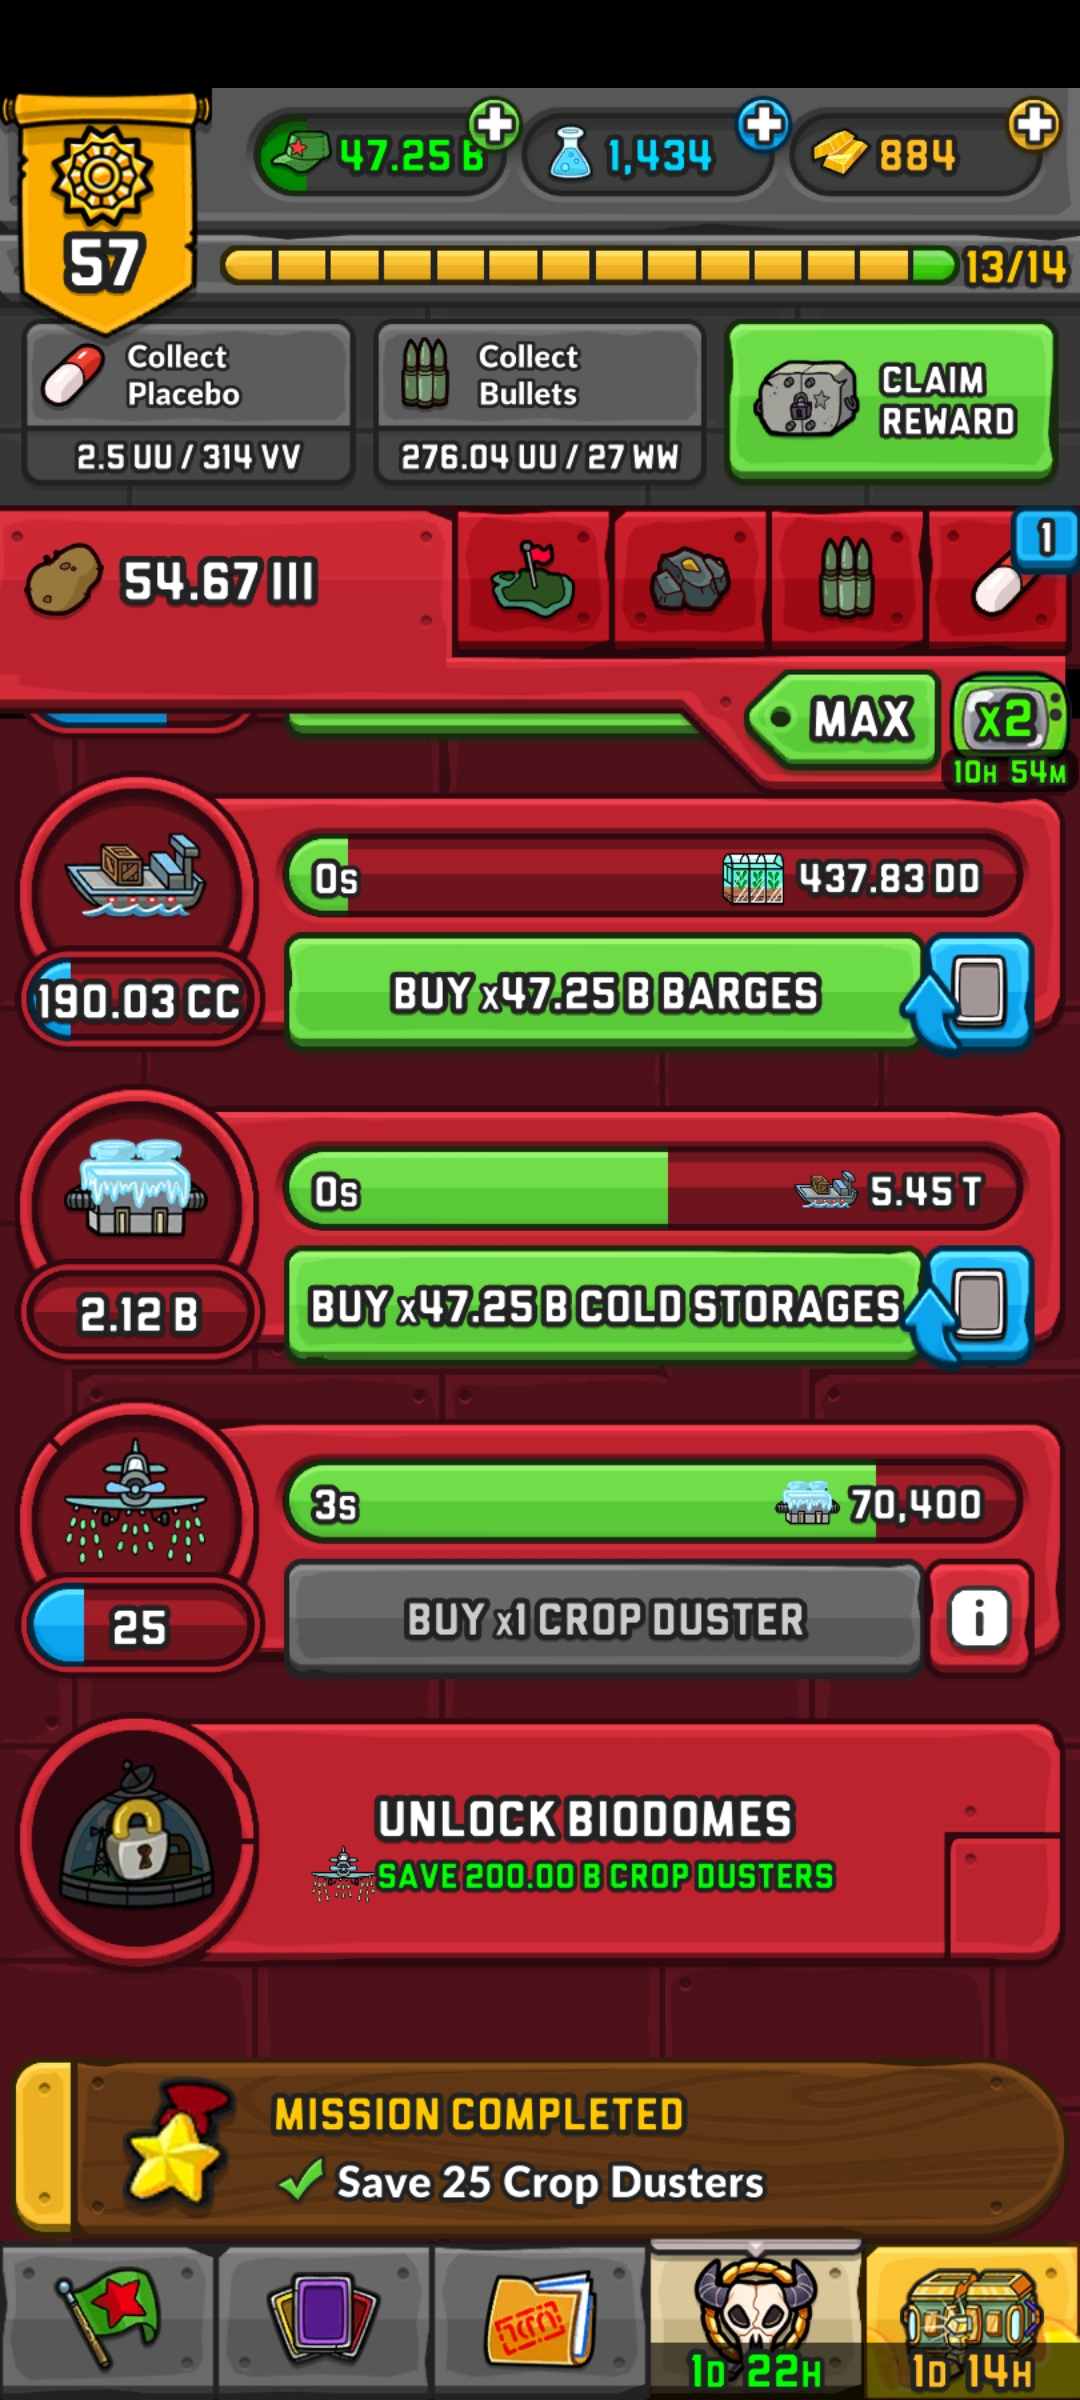 57
47.25 B
1,434
884
13/14
Collect
Placebo
2.5 UU / 314 VV
Collect
Bullets
276.04 UU / 27 WW
CLAIM
REWARD
54.67 III
1
MAX
x2
10H 54M
0s
437.83 DD
190.03 CC
BUY x47.25 B BARGES
0s
5.45 T
2.12 B
BUY x47.25 B COLD STORAGES
3s
70,400
25
BUY x1 CROP DUSTER
i
UNLOCK BIODOMES
SAVE 200.00 B CROP DUSTERS
MISSION COMPLETED
Save 25 Crop Dusters
1D 22H
1D 14H